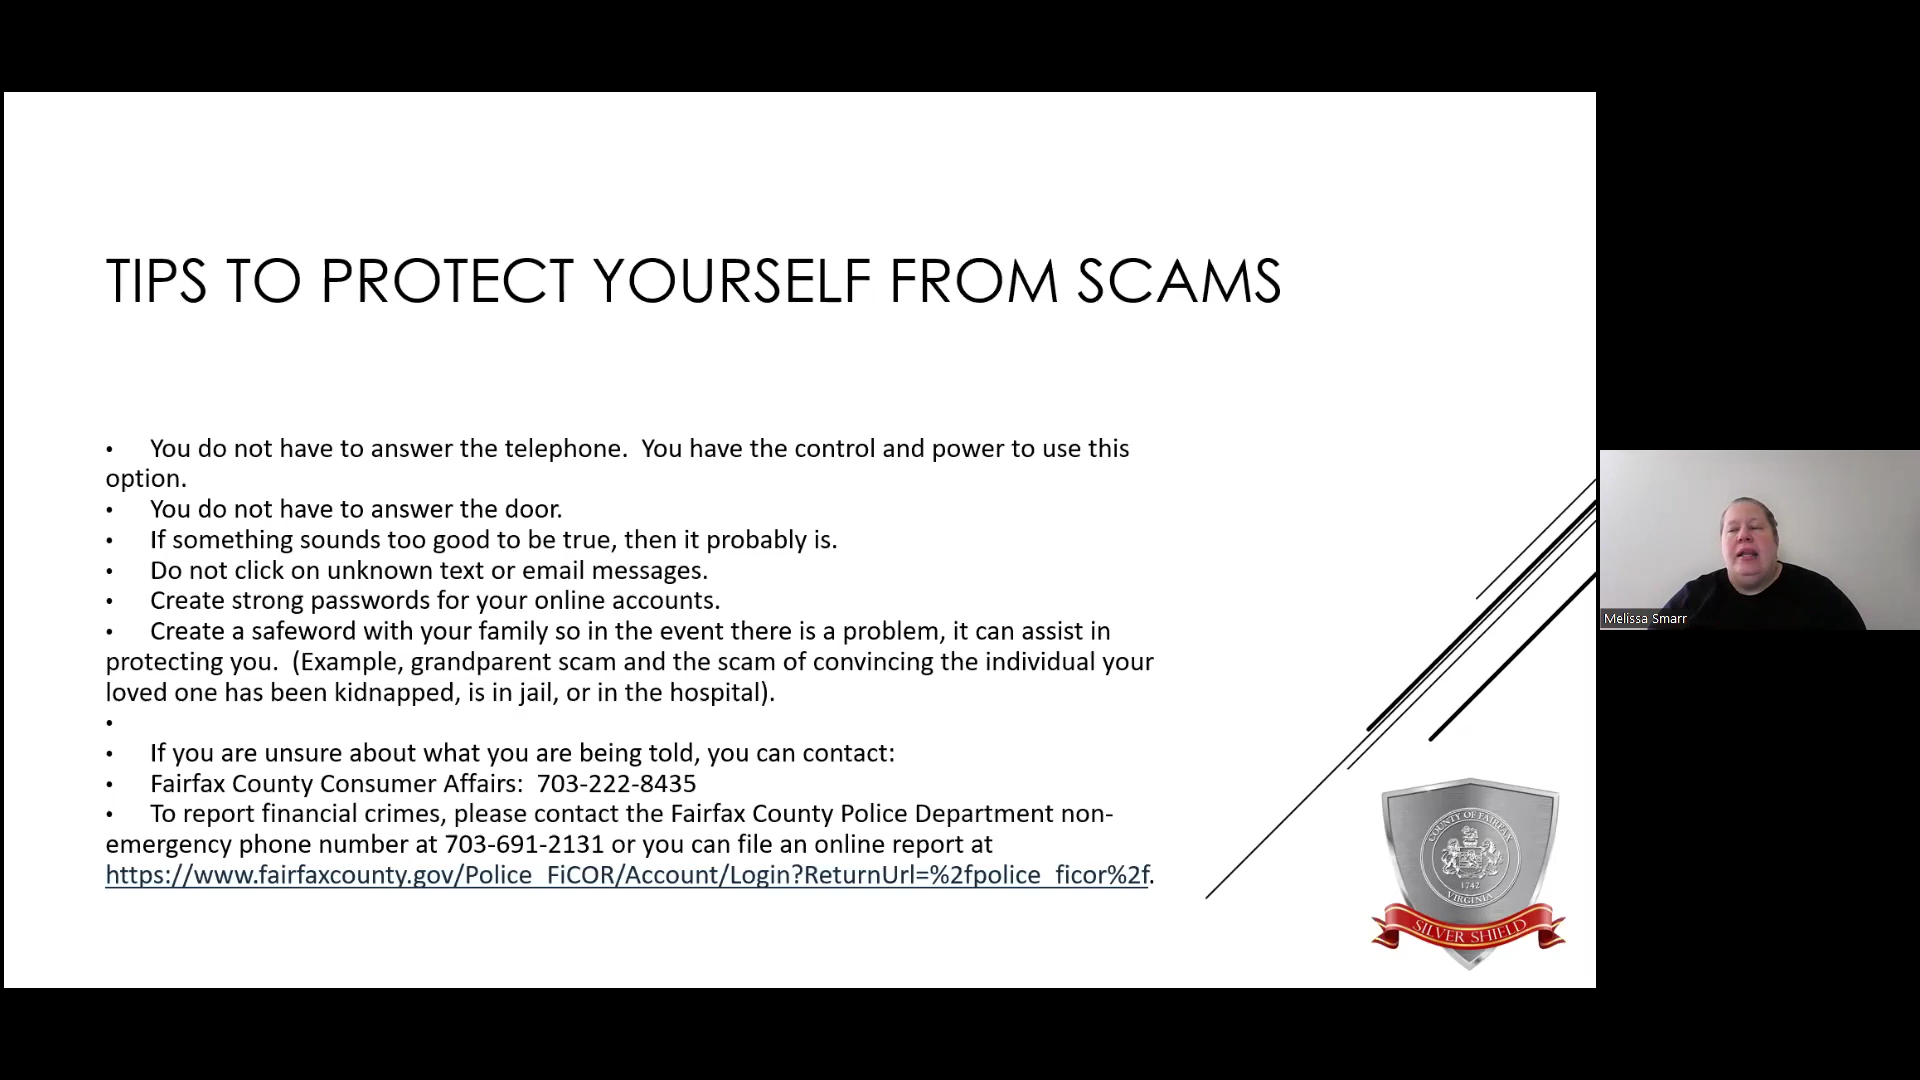 TIPS TO PROTECT YOURSELF FROM SCAMS
• You do not have to answer the telephone.  You have the control and power to use this
option.
• You do not have to answer the door.
• If something sounds too good to be true, then it probably is.
• Do not click on unknown text or email messages.
• Create strong passwords for your online accounts.
• Create a safeword with your family so in the event there is a problem, it can assist in
protecting you.  (Example, grandparent scam and the scam of convincing the individual your
loved one has been kidnapped, is in jail, or in the hospital).
•
• If you are unsure about what you are being told, you can contact:
• Fairfax County Consumer Affairs:  703-222-8435
• To report financial crimes, please contact the Fairfax County Police Department non-
emergency phone number at 703-691-2131 or you can file an online report at
https://www.fairfaxcounty.gov/Police_FiCOR/Account/Login?ReturnUrl=%2fpolice_ficor%2f.
COUNTY OF FAIRFAX
1742
VIRGINIA
SILVER SHIELD
Melissa Smarr